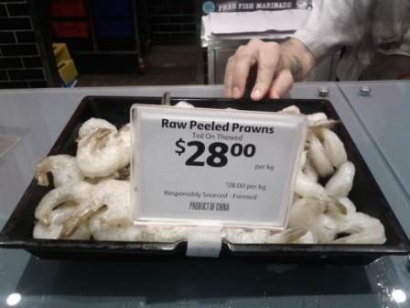 FREE FISH MARINADE
Raw Peeled Prawns
Tail On Thawed
$28.00
per kg
$28.00 per kg
Responsibly Sourced - Farmed
PRODUCT OF CHINA